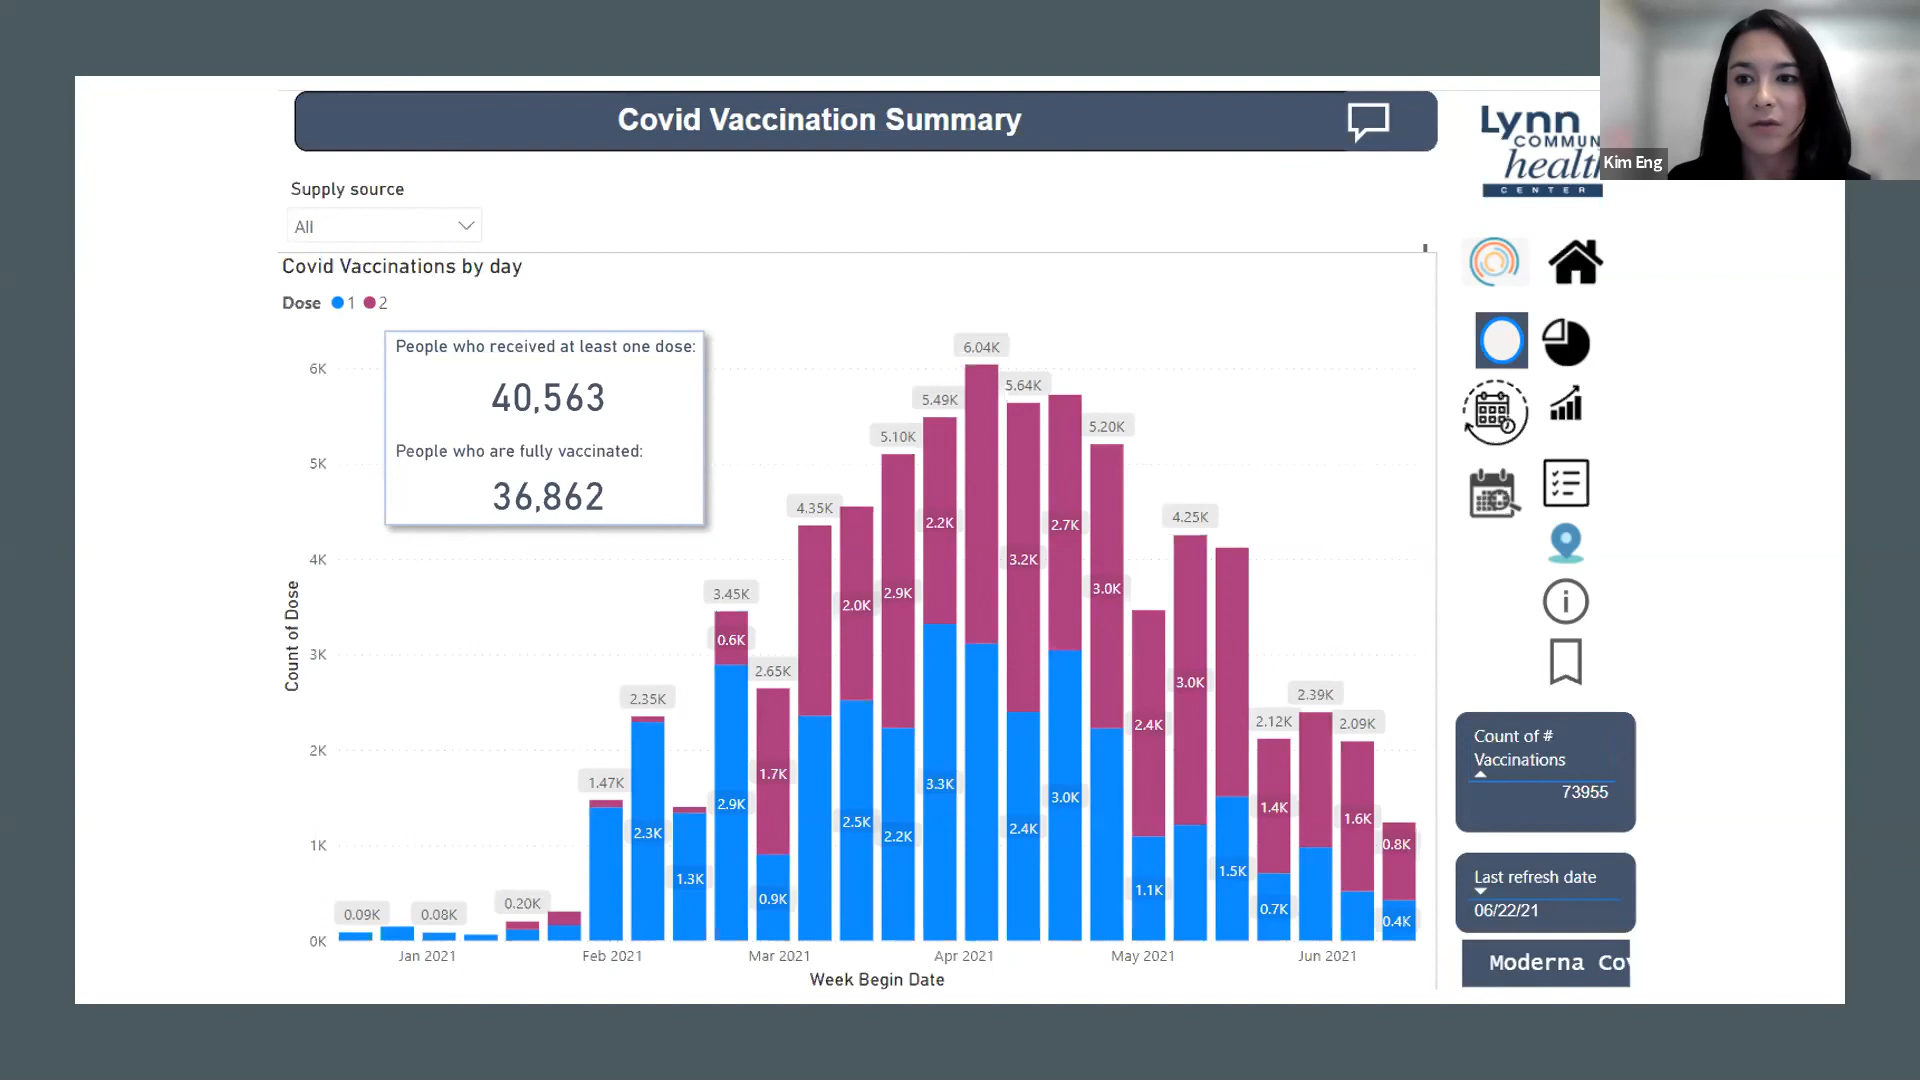 Covid Vaccination Summary
Lynn
COMMUN
health
CENTER
Kim Eng
Supply source
All
Covid Vaccinations by day
Dose 1 2
People who received at least one dose:
40,563
People who are fully vaccinated:
36,862
Count of Dose
6K
5K
4K
3K
2K
1K
0K
0.09K
0.08K
0.20K
1.47K
2.35K
2.3K
1.3K
3.45K
0.6K
2.9K
2.65K
1.7K
0.9K
4.35K
2.0K
2.5K
5.10K
2.9K
2.2K
5.49K
2.2K
3.3K
6.04K
5.64K
3.2K
2.4K
2.7K
3.0K
5.20K
3.0K
2.4K
1.1K
4.25K
3.0K
1.5K
2.12K
1.4K
0.7K
2.39K
2.09K
1.6K
0.8K
0.4K
Jan 2021
Feb 2021
Mar 2021
Apr 2021
May 2021
Jun 2021
Week Begin Date
Count of #
Vaccinations
73955
Last refresh date
06/22/21
Moderna Cov